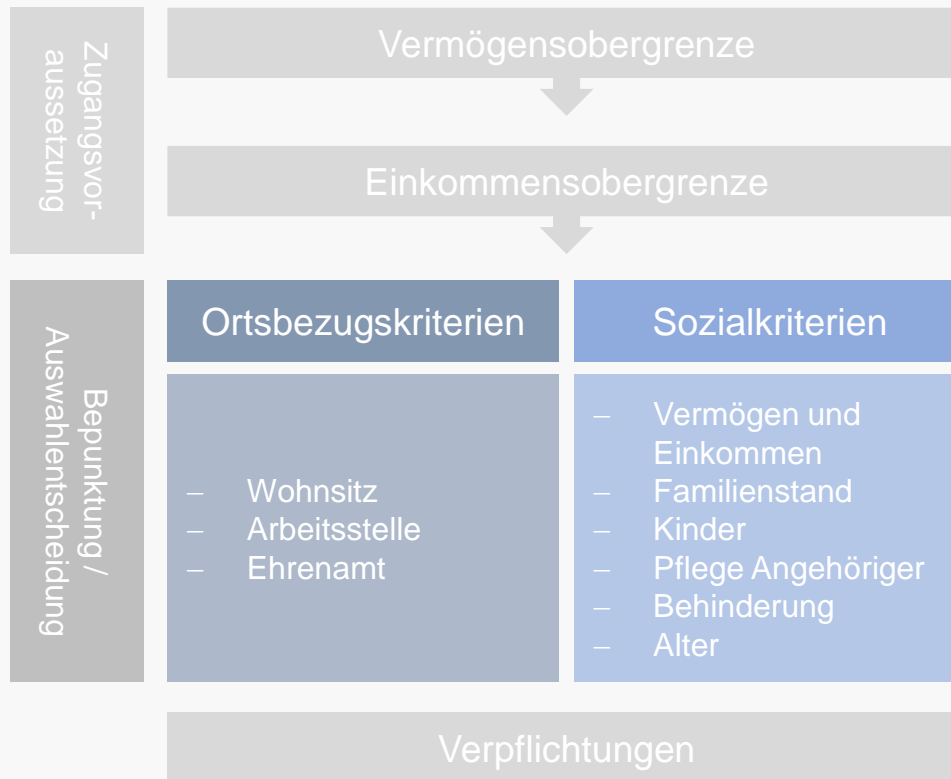 Zugangsvor-
aussetzung
Vermögensobergrenze
Einkommensobergrenze
Bepunktung /
Auswahlentscheidung
Ortsbezugskriterien
– Wohnsitz
– Arbeitsstelle
– Ehrenamt
Sozialkriterien
– Vermögen und
Einkommen
– Familienstand
– Kinder
– Pflege Angehöriger
– Behinderung
– Alter
Verpflichtungen